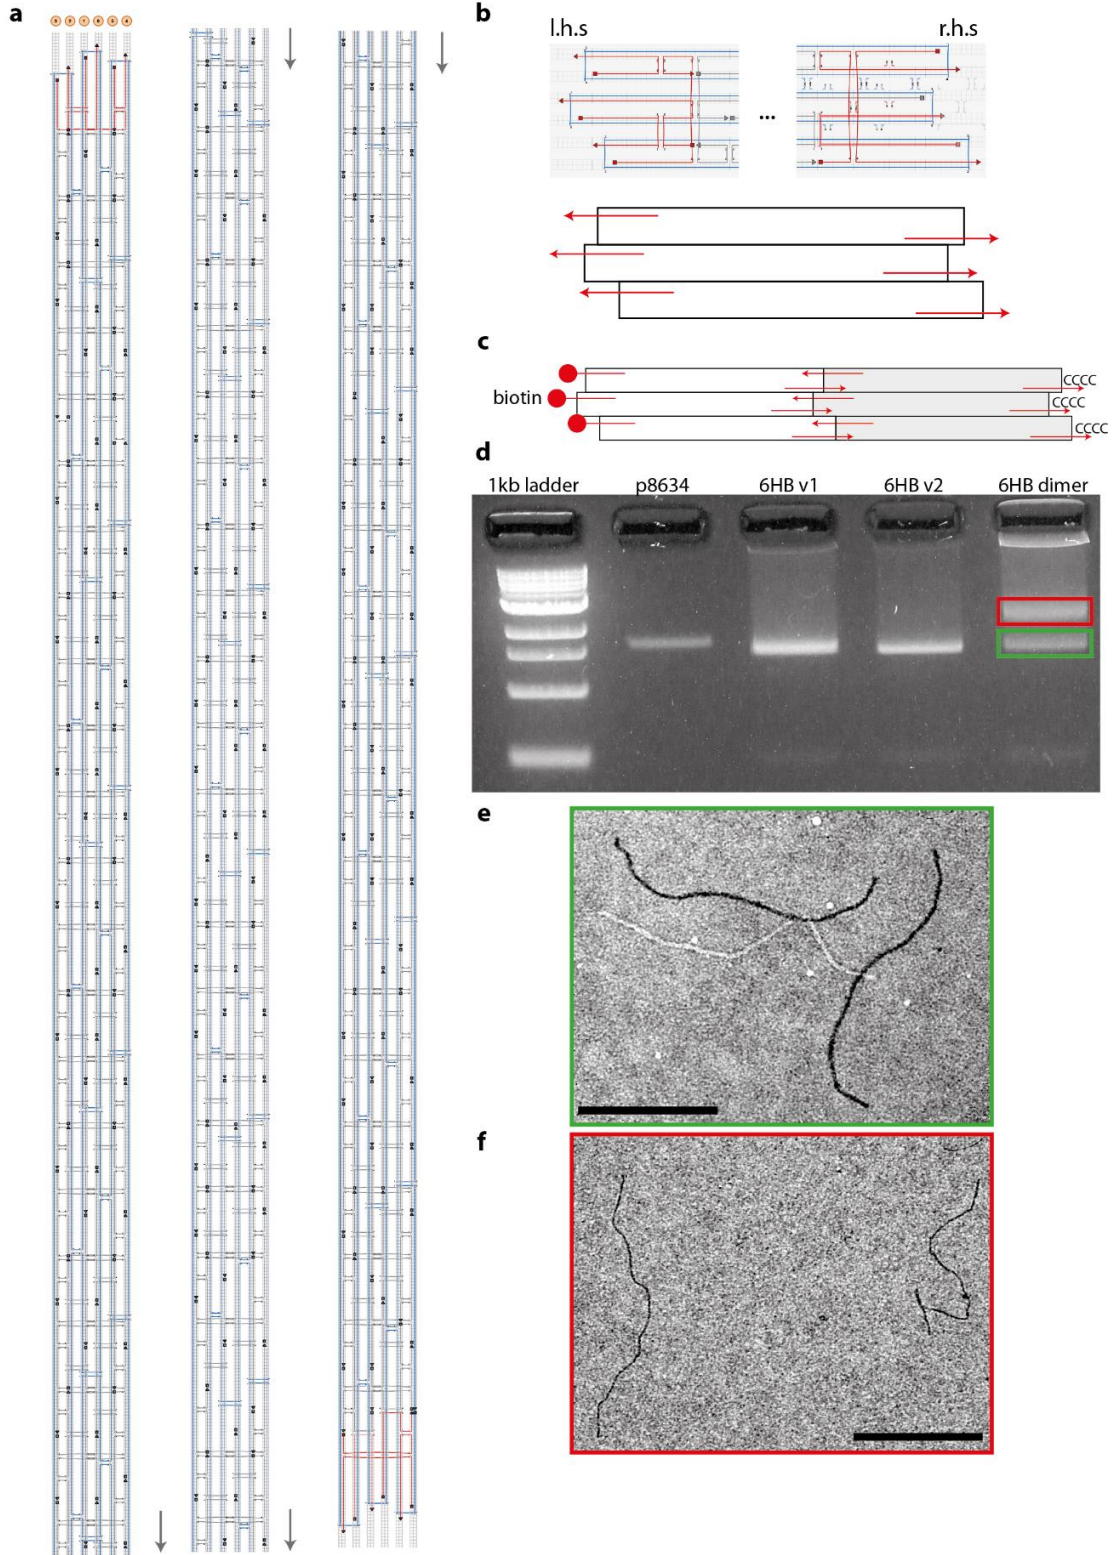 a
b
l.h.s
r.h.s
...
c
biotin
CCCC
CCCC
CCCC
d
1kb ladder
p8634
6HB v1
6HB v2
6HB dimer
e
f